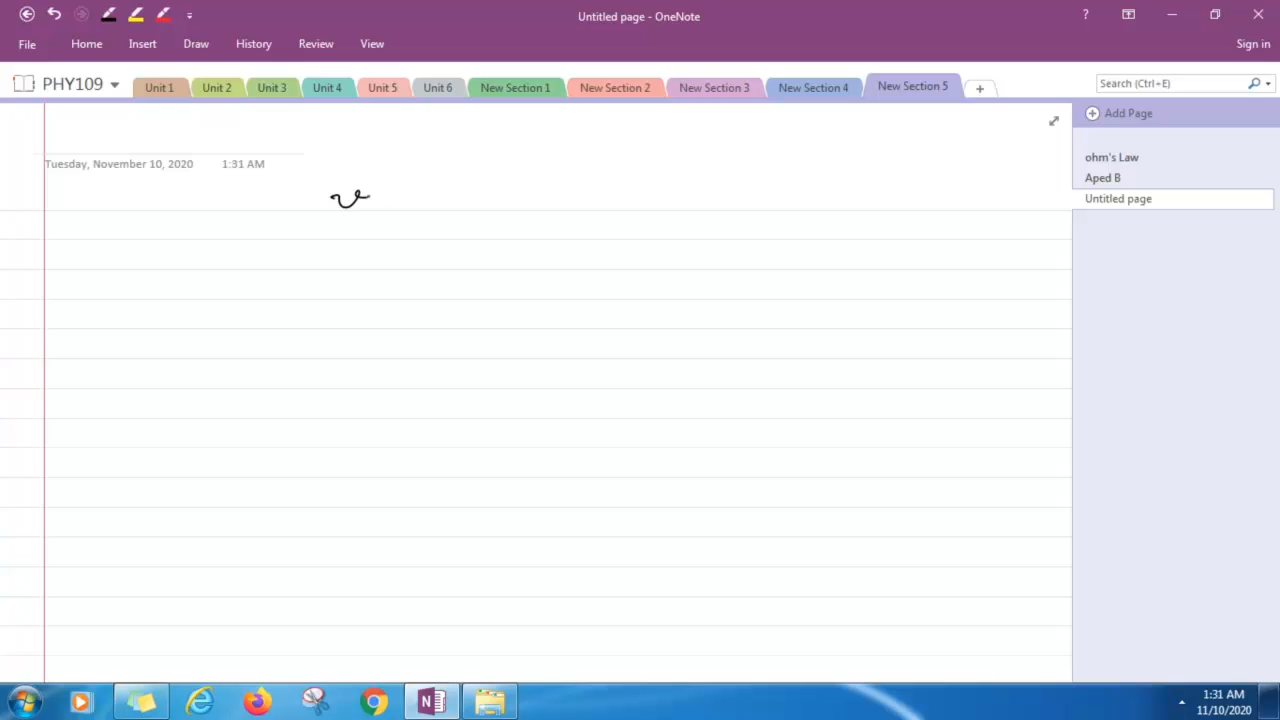 Untitled page - OneNote
?
File Home Insert Draw History Review View
Sign in
PHY109 Unit 1 Unit 2 Unit 3 Unit 4 Unit 5 Unit 6 New Section 1 New Section 2 New Section 3 New Section 4 New Section 5 +
Search (Ctrl+E)
Add Page
Tuesday, November 10, 2020 1:31 AM
ohm's Law
Aped B
Untitled page
v
N
1:31 AM
11/10/2020